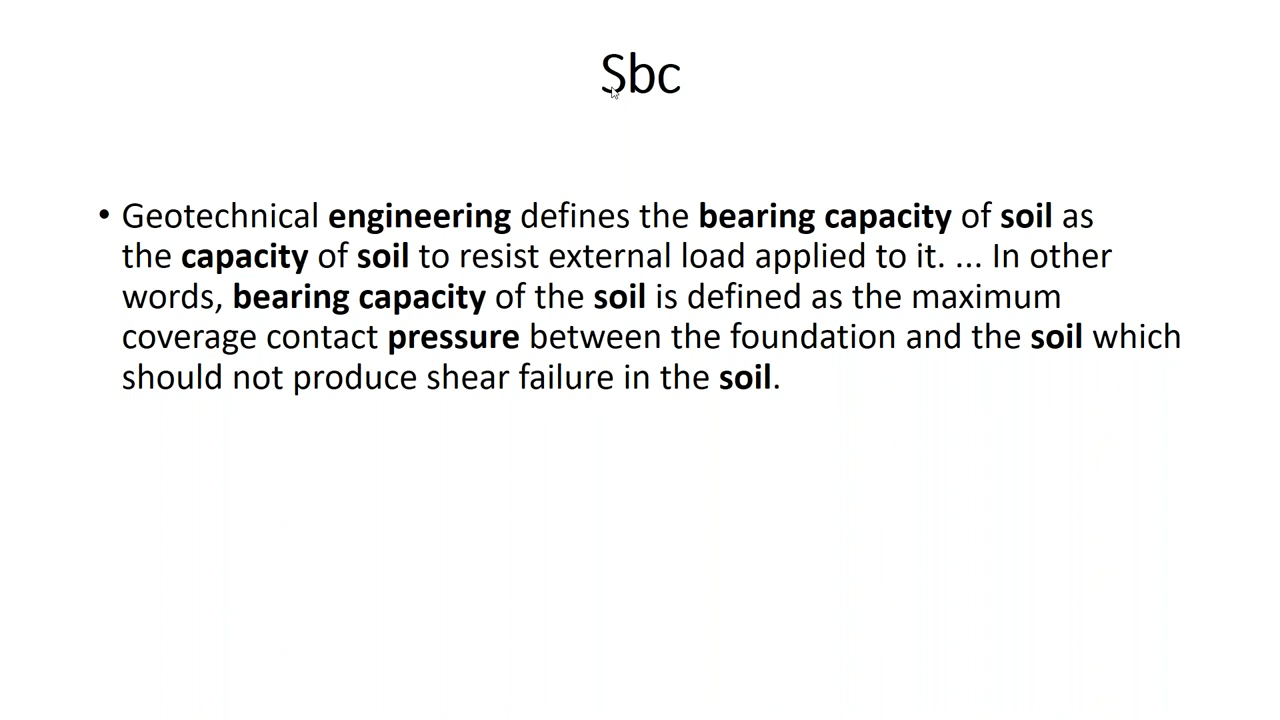 Sbc
• Geotechnical engineering defines the bearing capacity of soil as
the capacity of soil to resist external load applied to it. ... In other
words, bearing capacity of the soil is defined as the maximum
coverage contact pressure between the foundation and the soil which
should not produce shear failure in the soil.